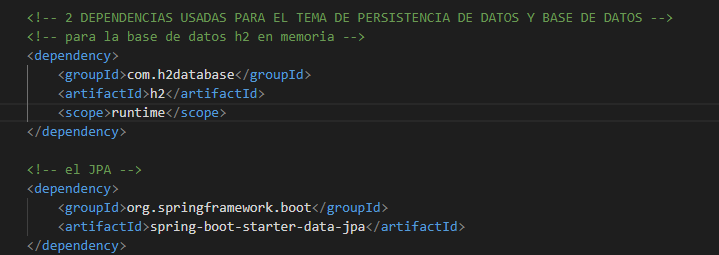 <!-- 2 DEPENDENCIAS USADAS PARA EL TEMA DE PERSISTENCIA DE DATOS Y BASE DE DATOS -->
<!-- para la base de datos h2 en memoria -->
<dependency>
<groupId>com.h2database</groupId>
<artifactId>h2</artifactId>
<scope>runtime</scope>
</dependency>
<!-- el JPA -->
<dependency>
<groupId>org.springframework.boot</groupId>
<artifactId>spring-boot-starter-data-jpa</artifactId>
</dependency>